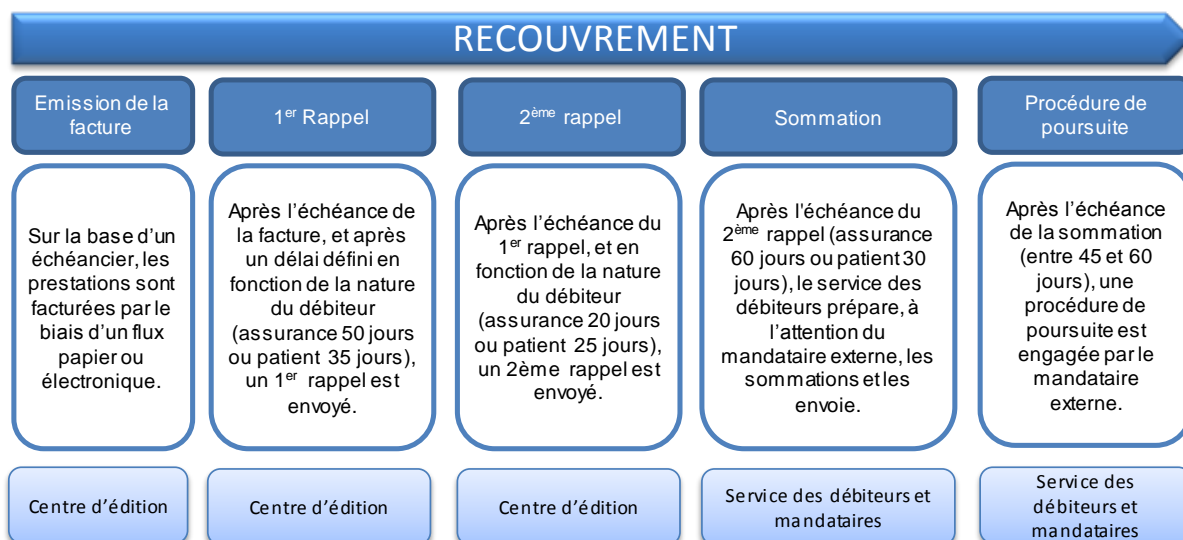 RECOUVREMENT
Emission de la
facture
1er Rappel
2ème rappel
Sommation
Procédure de
poursuite
Sur la base d’un
échéancier, les
prestations sont
facturées par le
biais d’un flux
papier ou
électronique.
Après l’échéance de
la facture, et après
un délai défini en
fonction de la nature
du débiteur
(assurance 50 jours
ou patient 35 jours),
un 1er rappel est
envoyé.
Après l’échéance du
1er rappel, et en
fonction de la nature
du débiteur
(assurance 20 jours
ou patient 25 jours),
un 2ème rappel est
envoyé.
Après l'échéance du
2ème rappel (assurance
60 jours ou patient 30
jours), le service des
débiteurs prépare, à
l’attention du
mandataire externe, les
sommations et les
envoie.
Après l’échéance
de la sommation
(entre 45 et 60
jours), une
procédure de
poursuite est
engagée par le
mandataire
externe.
Centre d’édition
Centre d’édition
Centre d’édition
Service des débiteurs et
mandataires
Service des
débiteurs et
mandataires